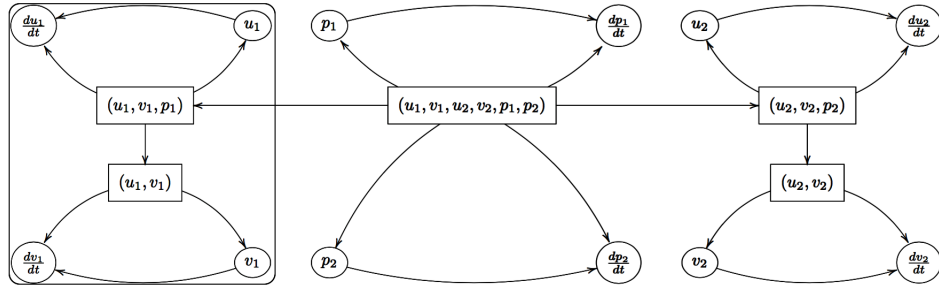 du₁/dt u₁ p₁ dp₁/dt u₂ du₂/dt
(u₁, v₁, p₁) (u₁, v₁, u₂, v₂, p₁, p₂) (u₂, v₂, p₂)
(u₁, v₁) (u₂, v₂)
dv₁/dt v₁ p₂ dp₂/dt v₂ dv₂/dt